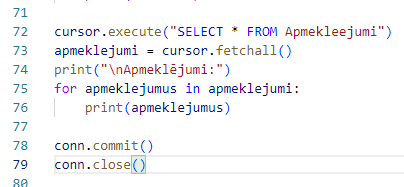 71
72 cursor.execute("SELECT * FROM Apmekleejumi")
73 apmeklejumi = cursor.fetchall()
74 print("\nApmeklējumi:")
75 for apmeklejumus in apmeklejumi:
76     print(apmeklejumus)
77
78 conn.commit()
79 conn.close()
80